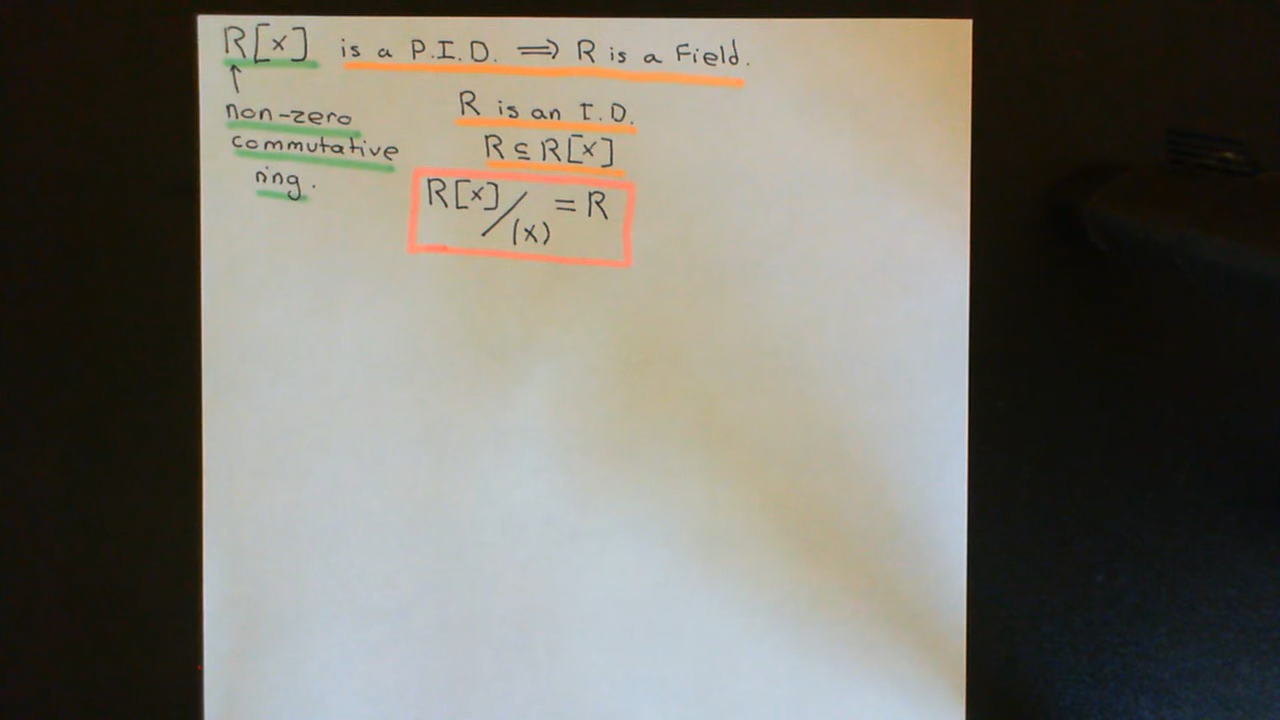 R[x] is a P.I.D. ⟹ R is a Field.
↑
non-zero
commutative
ring.
R is an I.D.
R ⊆ R[x]
R[x]/(x) = R